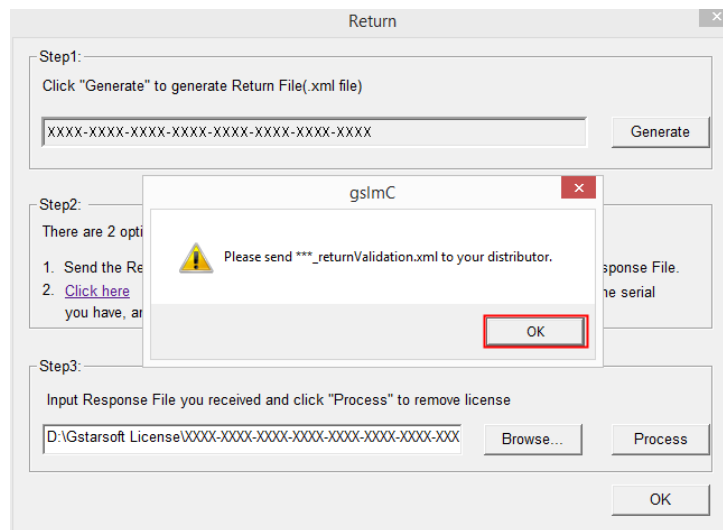 Return
Step1:
Click "Generate" to generate Return File(.xml file)
XXXX-XXXX-XXXX-XXXX-XXXX-XXXX-XXXX-XXXX
Generate
gslmC
Step2:
There are 2 opti
Please send ***_returnValidation.xml to your distributor.
1. Send the Re
sponse File.
2. Click here
ne serial
you have, ar
OK
Step3:
Input Response File you received and click "Process" to remove license
D:\Gstarsoft License\XXXX-XXXX-XXXX-XXXX-XXXX-XXXX-XXXX-XXX
Browse...
Process
OK